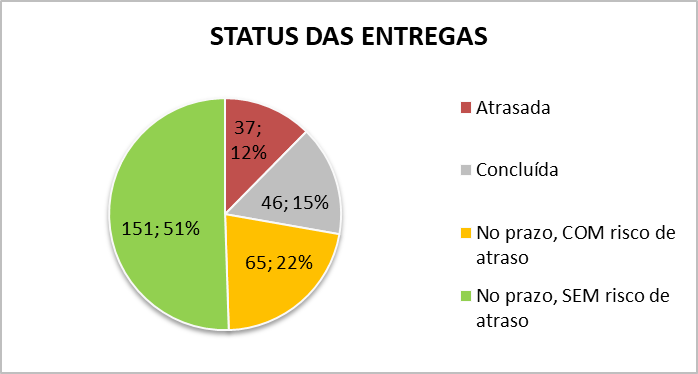 STATUS DAS ENTREGAS
37;
12%
46; 15%
65; 22%
151; 51%
Atrasada
Concluída
No prazo, COM risco de
atraso
No prazo, SEM risco de
atraso